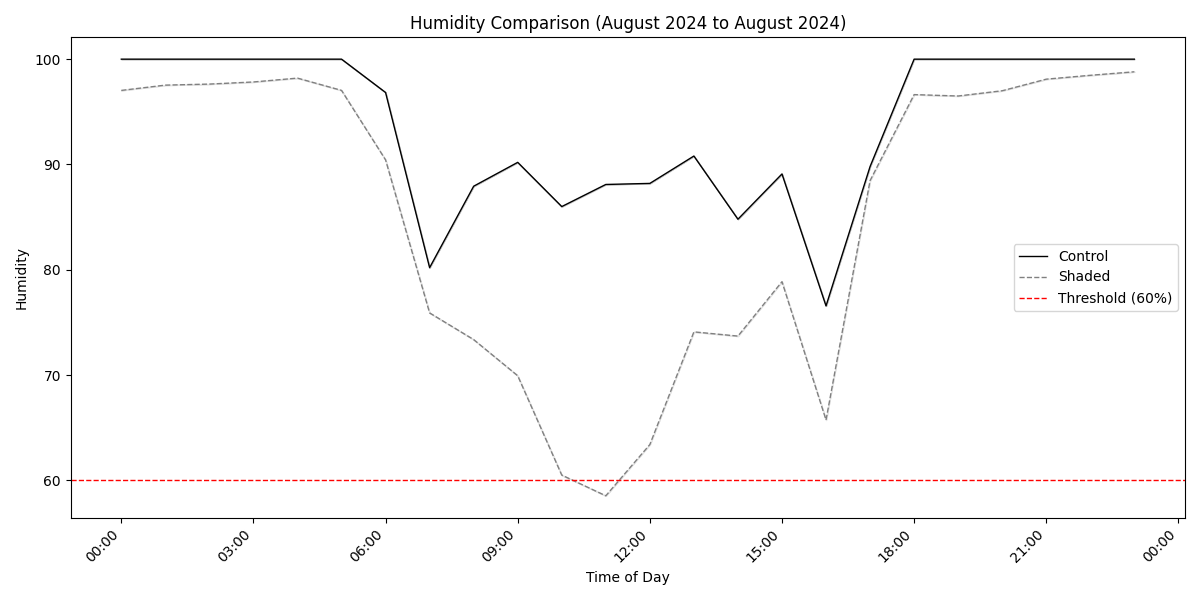 Humidity Comparison (August 2024 to August 2024)
100
90
80
70
60
Humidity
Control
Shaded
Threshold (60%)
00:00
03:00
06:00
09:00
12:00
15:00
18:00
21:00
00:00
Time of Day